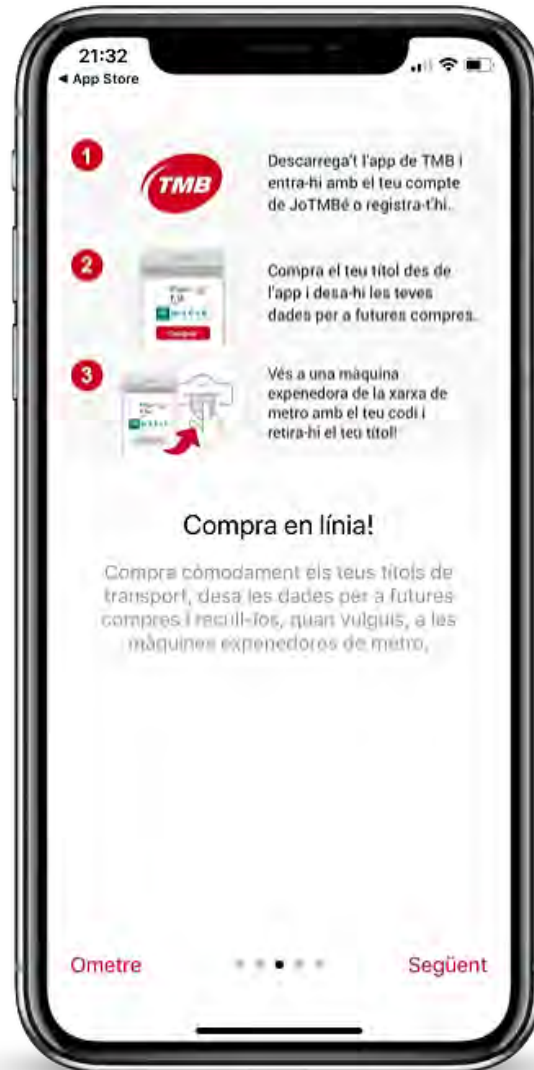 21:32
◀ App Store
1
TMB
Descarrega't l'app de TMB i
entra-hi amb el teu compte
de JoTMBé o registra-t'hi.
2
Compra el teu títol des de
l'app i desa-hi les teves
dades per a futures compres.
3
Vés a una màquina
expenedora de la xarxa de
metro amb el teu codi i
retira-hi el teu títol!
Compra en línia!
Compra còmodament els teus títols de
transport, desa les dades per a futures
compres i recull-los, quan vulguis, a les
màquines expenedores de metro.
Ometre
Següent